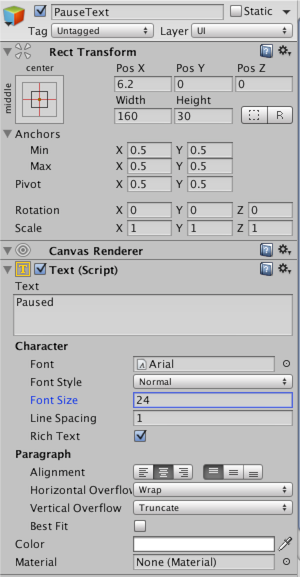 PauseText Static
Tag Untagged Layer UI
Rect Transform
center Pos X Pos Y Pos Z
middle 6.2 0 0
Width Height
160 30 R
Anchors
Min X 0.5 Y 0.5
Max X 0.5 Y 0.5
Pivot X 0.5 Y 0.5
Rotation X 0 Y 0 Z 0
Scale X 1 Y 1 Z 1
Canvas Renderer
T Text (Script)
Text
Paused
Character
Font Arial
Font Style Normal
Font Size 24
Line Spacing 1
Rich Text
Paragraph
Alignment
Horizontal Overflow Wrap
Vertical Overflow Truncate
Best Fit
Color
Material None (Material)